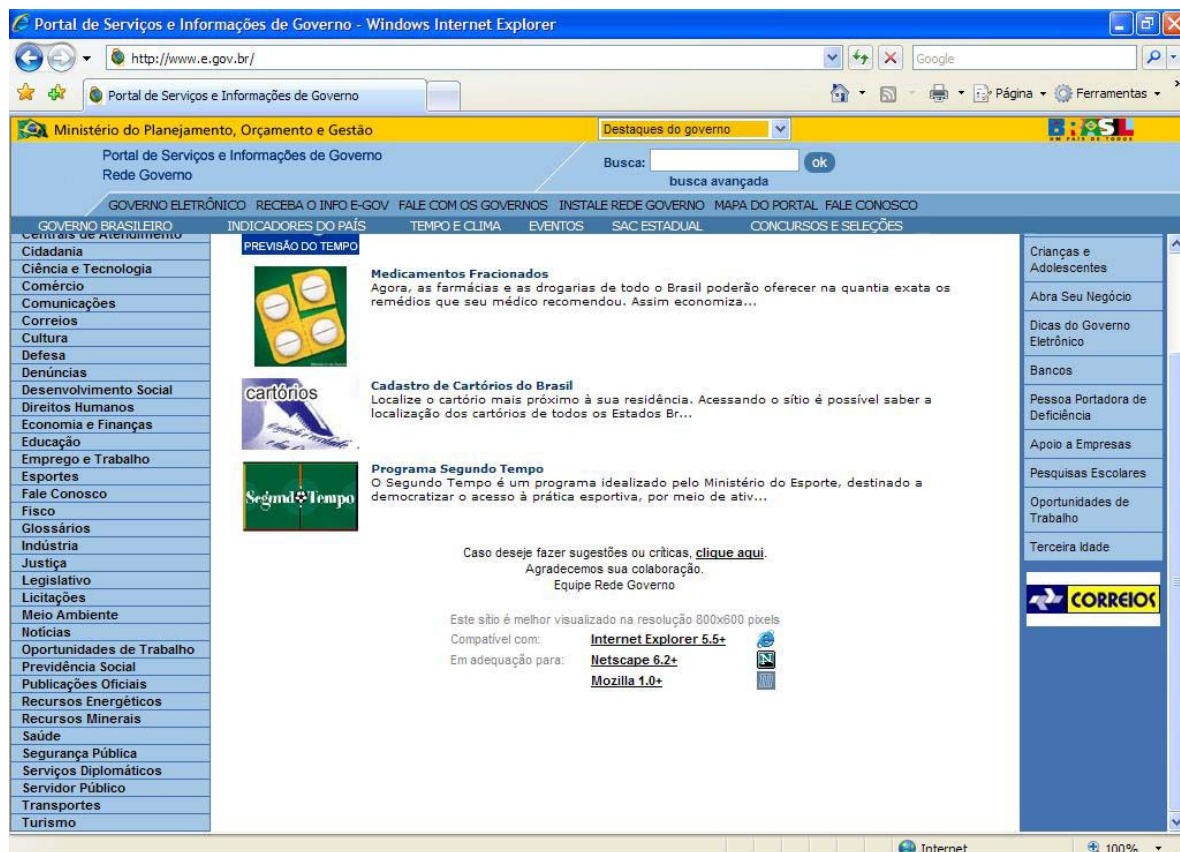 Portal de Serviços e Informações de Governo - Windows Internet Explorer
http://www.e.gov.br/
Google
Portal de Serviços e Informações de Governo
Página
Ferramentas
Ministério do Planejamento, Orçamento e Gestão
Destaques do governo
BRASIL
UM PAÍS DE TODOS
Portal de Serviços e Informações de Governo
Rede Governo
Busca:
ok
busca avançada
GOVERNO ELETRÔNICO RECEBA O INFO E-GOV FALE COM OS GOVERNOS INSTALE REDE GOVERNO MAPA DO PORTAL FALE CONOSCO
GOVERNO BRASILEIRO INDICADORES DO PAÍS TEMPO E CLIMA EVENTOS SAC ESTADUAL CONCURSOS E SELEÇÕES
Centrais de Atendimento
Cidadania
Ciência e Tecnologia
Comércio
Comunicações
Correios
Cultura
Defesa
Denúncias
Desenvolvimento Social
Direitos Humanos
Economia e Finanças
Educação
Emprego e Trabalho
Esportes
Fale Conosco
Fisco
Glossários
Indústria
Justiça
Legislativo
Licitações
Meio Ambiente
Notícias
Oportunidades de Trabalho
Previdência Social
Publicações Oficiais
Recursos Energéticos
Recursos Minerais
Saúde
Segurança Pública
Serviços Diplomáticos
Servidor Público
Transportes
Turismo
PREVISÃO DO TEMPO
Medicamentos Fracionados
Agora, as farmácias e as drogarias de todo o Brasil poderão oferecer na quantia exata os
remédios que seu médico recomendou. Assim economiza...
cartórios
Cadastro de Cartórios do Brasil
Localize o cartório mais próximo à sua residência. Acessando o sítio é possível saber a
localização dos cartórios de todos os Estados Br...
Segundo Tempo
Programa Segundo Tempo
O Segundo Tempo é um programa idealizado pelo Ministério do Esporte, destinado a
democratizar o acesso à prática esportiva, por meio de ativ...
Caso deseje fazer sugestões ou críticas, clique aqui.
Agradecemos sua colaboração.
Equipe Rede Governo
Este sítio é melhor visualizado na resolução 800x600 pixels
Compatível com: Internet Explorer 5.5+
Em adequação para: Netscape 6.2+
Mozilla 1.0+
Crianças e
Adolescentes
Abra Seu Negócio
Dicas do Governo
Eletrônico
Bancos
Pessoa Portadora de
Deficiência
Apoio a Empresas
Pesquisas Escolares
Oportunidades de
Trabalho
Terceira Idade
CORREIOS
Internet
100%